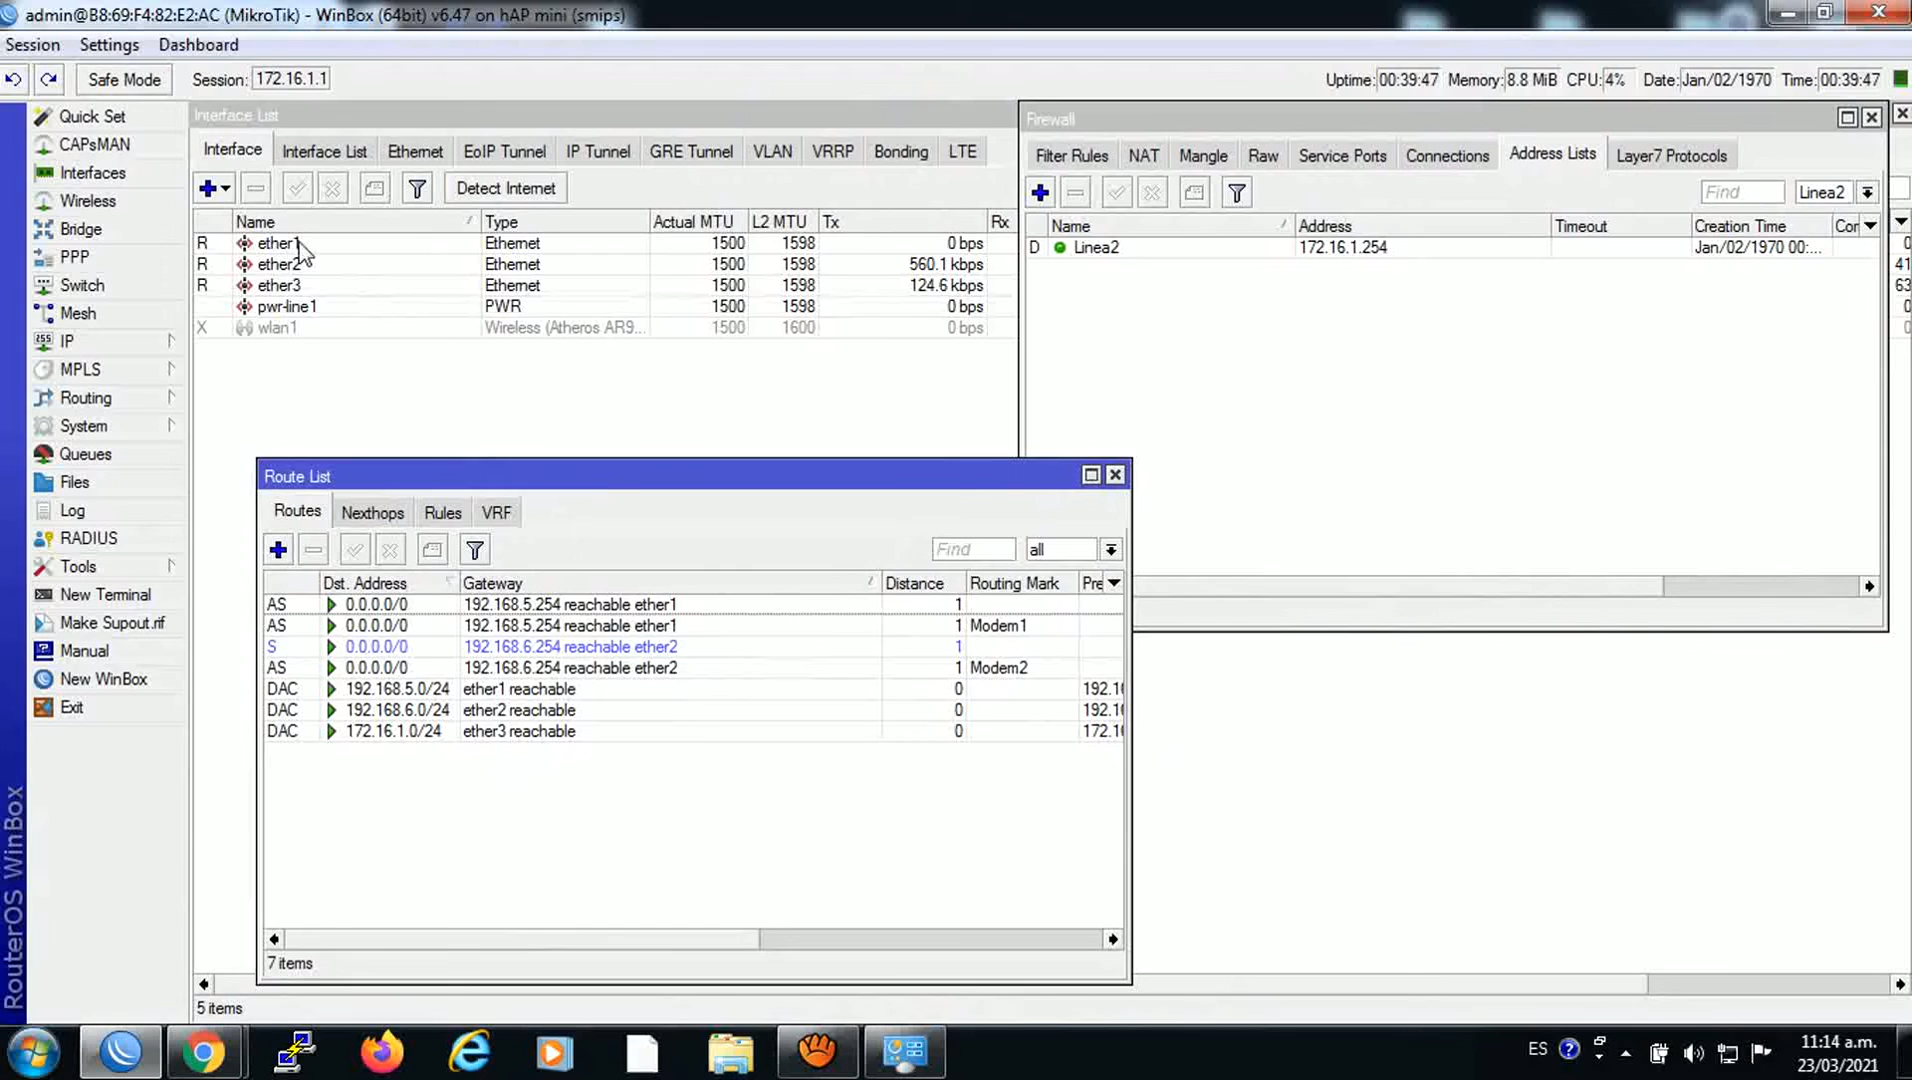 admin@B8:69:F4:82:E2:AC (MikroTik) - WinBox (64bit) v6.47 on hAP mini (smips)
Session Settings Dashboard
Safe Mode Session: 172.16.1.1 Uptime: 00:39:47 Memory: 8.8 MiB CPU: 4% Date: Jan/02/1970 Time: 00:39:47
Quick Set
CAPsMAN
Interfaces
Wireless
Bridge
PPP
Switch
Mesh
IP
MPLS
Routing
System
Queues
Files
Log
RADIUS
Tools
New Terminal
Make Supout.rif
Manual
New WinBox
Exit
RouterOS WinBox
Interface List
Interface Interface List Ethernet EoIP Tunnel IP Tunnel GRE Tunnel VLAN VRRP Bonding LTE
Detect Internet
Name Type Actual MTU L2 MTU Tx Rx
R ether1 Ethernet 1500 1598 0 bps
R ether2 Ethernet 1500 1598 560.1 kbps
R ether3 Ethernet 1500 1598 124.6 kbps
pwr-line1 PWR 1500 1598 0 bps
X wlan1 Wireless (Atheros AR9... 1500 1600 0 bps
5 items
Firewall
Filter Rules NAT Mangle Raw Service Ports Connections Address Lists Layer7 Protocols
Find Linea2
Name Address Timeout Creation Time Cor
D Linea2 172.16.1.254 Jan/02/1970 00:...
0
41
63
0
0
Route List
Routes Nexthops Rules VRF
Find all
Dst. Address Gateway Distance Routing Mark Pre
AS 0.0.0.0/0 192.168.5.254 reachable ether1 1
AS 0.0.0.0/0 192.168.5.254 reachable ether1 1 Modem1
S 0.0.0.0/0 192.168.6.254 reachable ether2 1
AS 0.0.0.0/0 192.168.6.254 reachable ether2 1 Modem2
DAC 192.168.5.0/24 ether1 reachable 0 192.16
DAC 192.168.6.0/24 ether2 reachable 0 192.16
DAC 172.16.1.0/24 ether3 reachable 0 172.16
7 items
ES 11:14 a.m.
23/03/2021